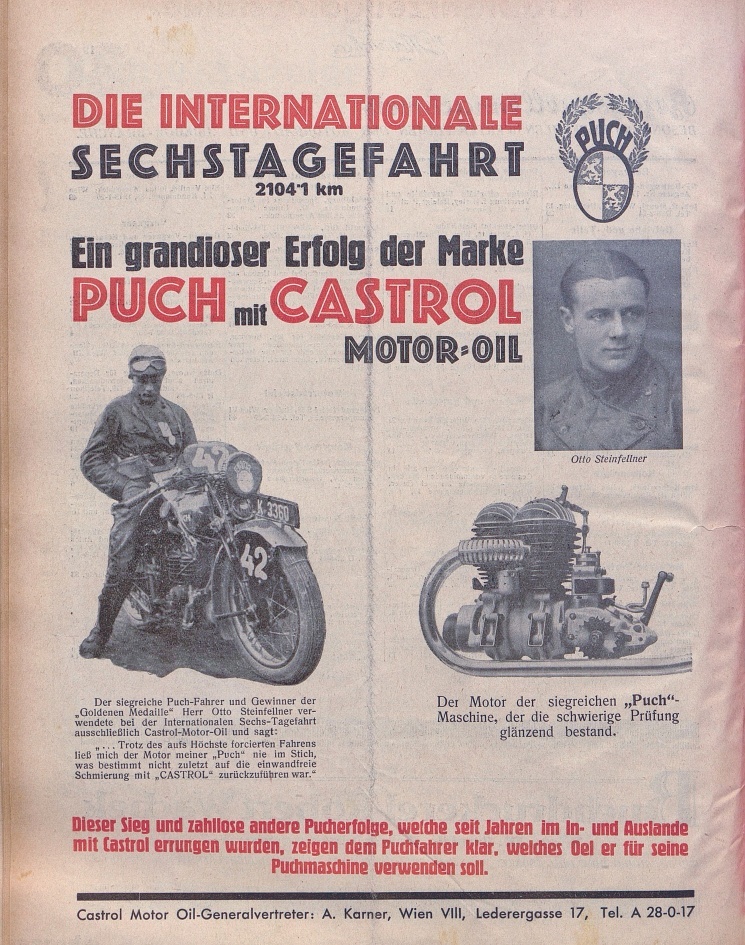 DIE INTERNATIONALE
SECHSTAGEFAHRT
2104·1 km
PUCH
Ein grandioser Erfolg der Marke
PUCH mit CASTROL
MOTOR-OIL
Otto Steinfellner
42
K 3360
42
Der siegreiche Puch-Fahrer und Gewinner der
„Goldenen Medaille“ Herr Otto Steinfellner ver-
wendete bei der Internationalen Sechs-Tagefahrt
ausschließlich Castrol-Motor-Oil und sagt:
„... Trotz des aufs Höchste forcierten Fahrens
ließ mich der Motor meiner „Puch“ nie im Stich,
was bestimmt nicht zuletzt auf die einwandfreie
Schmierung mit „CASTROL“ zurückzuführen war.“
Der Motor der siegreichen „Puch“-
Maschine, der die schwierige Prüfung
glänzend bestand.
Dieser Sieg und zahllose andere Pucherfolge, welche seit Jahren im In- und Auslande
mit Castrol errungen wurden, zeigen dem Puchfahrer klar, welches Oel er für seine
Puchmaschine verwenden soll.
Castrol Motor Oil-Generalvertreter: A. Karner, Wien VIII, Lederergasse 17, Tel. A 28-0-17